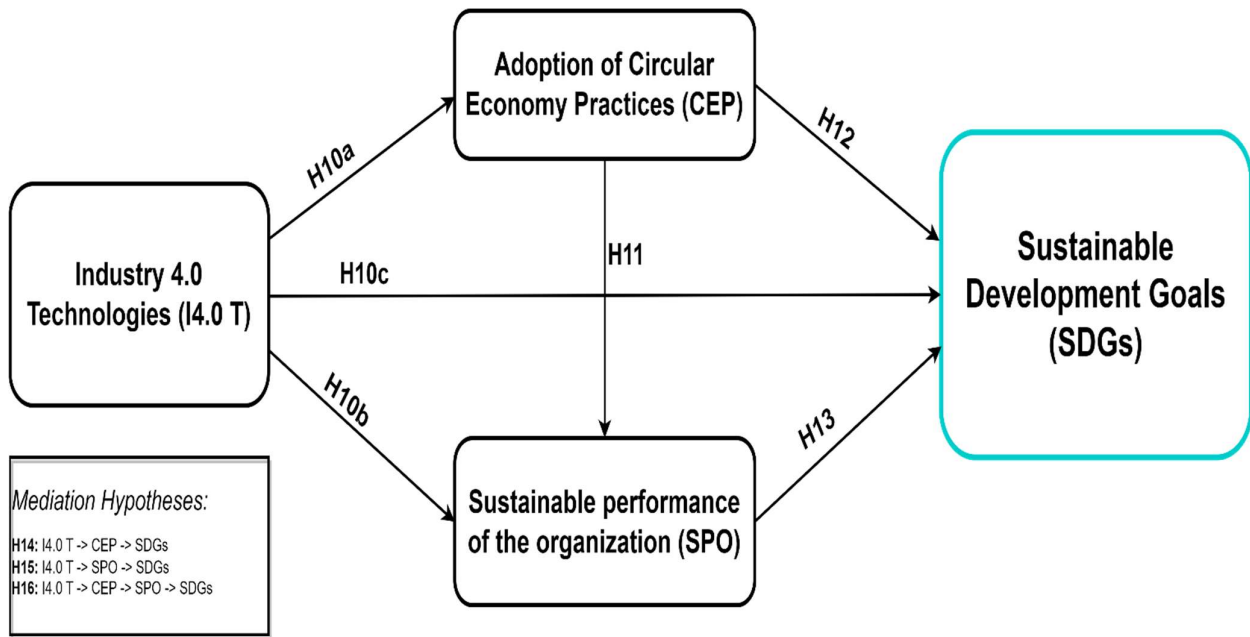 Adoption of Circular
Economy Practices (CEP)
H10a
H12
Industry 4.0
Technologies (I4.0 T)
H10c
H11
Sustainable
Development Goals
(SDGs)
H10b
H13
Sustainable performance
of the organization (SPO)
Mediation Hypotheses:
H14: I4.0 T -> CEP -> SDGs
H15: I4.0 T -> SPO -> SDGs
H16: I4.0 T -> CEP -> SPO -> SDGs